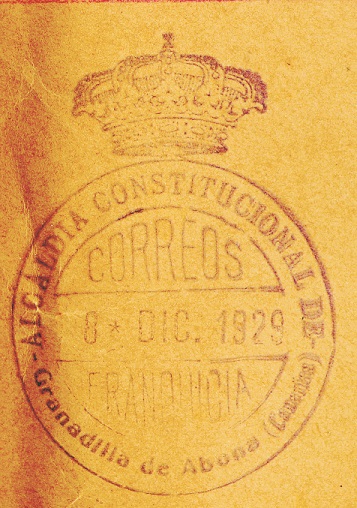 ALCALDIA CONSTITUCIONAL DE
CORREOS
8* DIC. 1929
FRANQUICIA
-Granadilla de Abona (Canarias)-